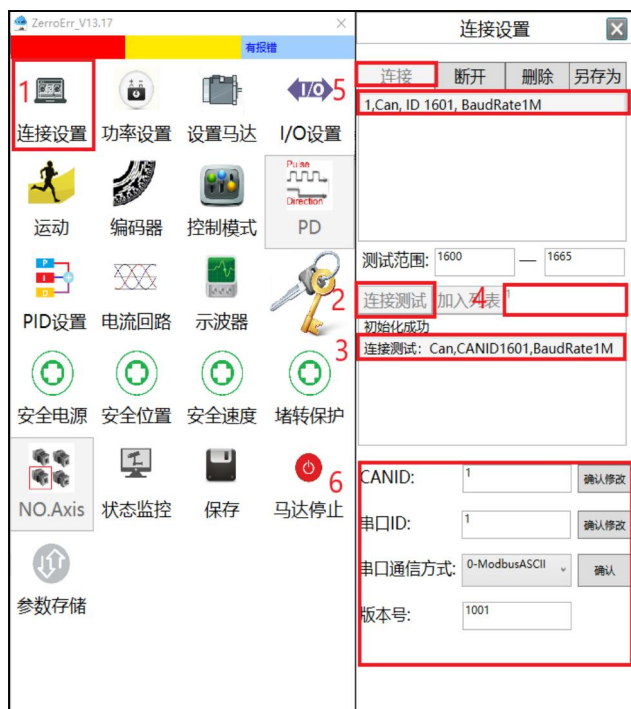 ZerroErr_V13.17
有报错
1
连接设置
功率设置
设置马达
I/O
5
I/O设置
运动
编码器
控制模式
Pulse
Direction
PD
P
I
D
PID设置
电流回路
示波器
2
3
安全电源
安全位置
安全速度
堵转保护
NO.Axis
状态监控
保存
马达停止
6
参数存储
连接设置
连接
断开
删除
另存为
1,Can, ID 1601, BaudRate1M
测试范围:
1600
—
1665
连接测试
加入列表
4
1
初始化成功
连接测试: Can,CANID1601,BaudRate1M
CANID:
1
确认修改
串口ID:
1
确认修改
串口通信方式:
0-ModbusASCII
确认
版本号:
1001